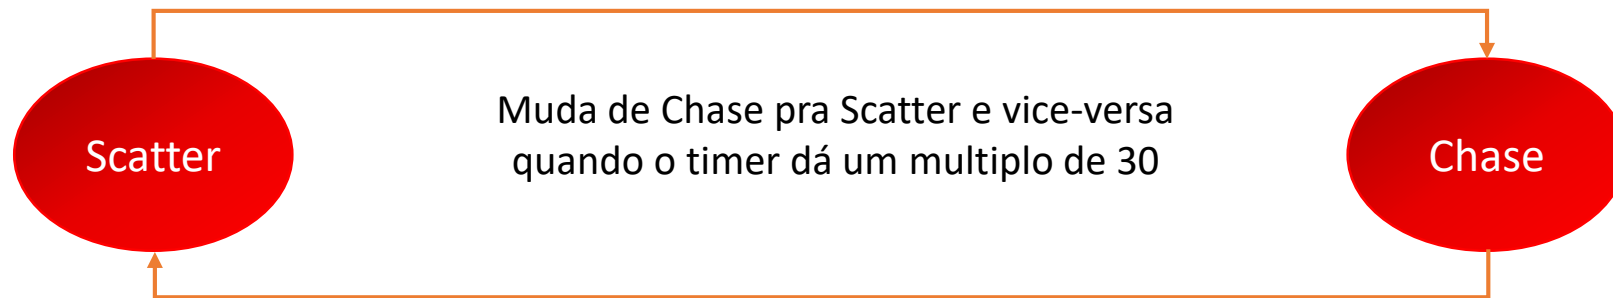 Muda de Chase pra Scatter e vice-versa
quando o timer dá um multiplo de 30
Scatter
Chase